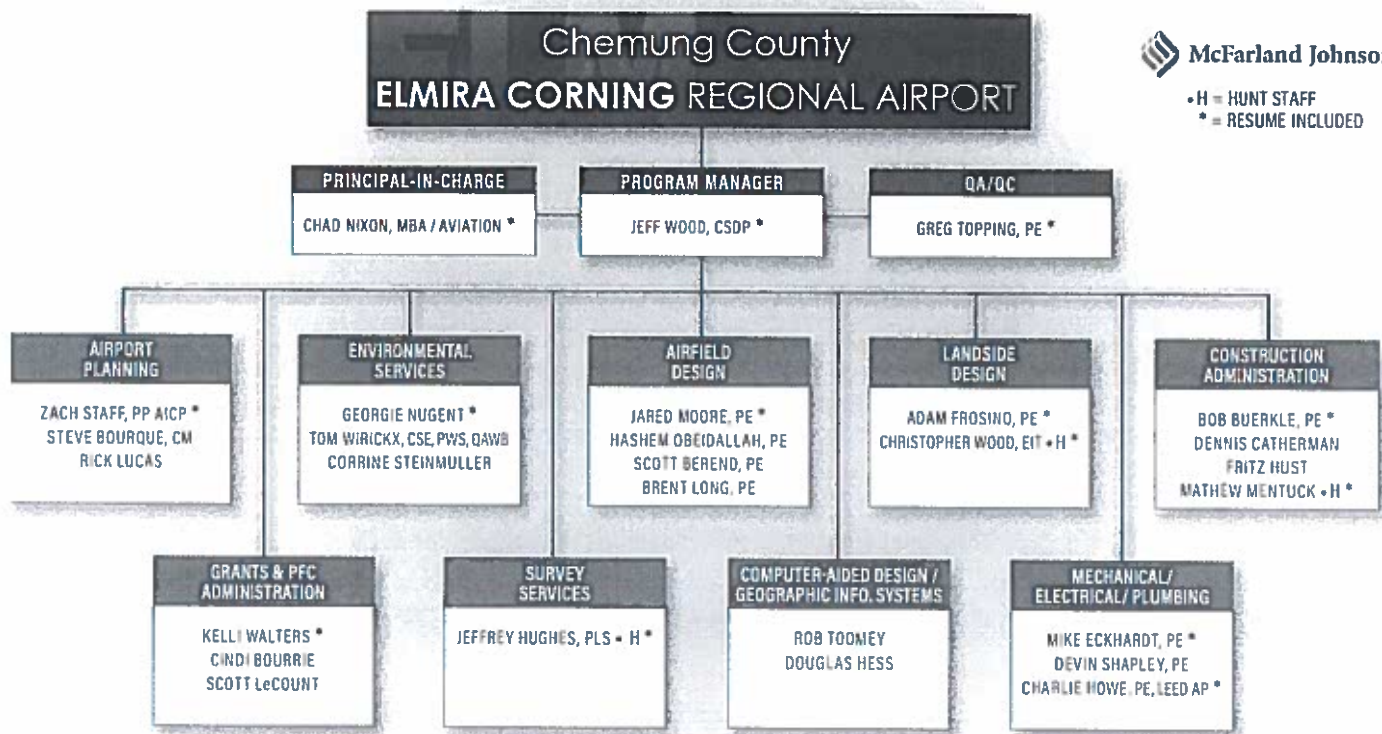 Chemung County
ELMIRA CORNING REGIONAL AIRPORT
McFarland Johnso
•H = HUNT STAFF
* = RESUME INCLUDED
PRINCIPAL-IN-CHARGE
CHAD NIXON, MBA / AVIATION *
PROGRAM MANAGER
JEFF WOOD, CSDP *
QA/QC
GREG TOPPING, PE *
AIRPORT
PLANNING
ZACH STAFF, PP AICP *
STEVE BOURQUE, CM
RICK LUCAS
ENVIRONMENTAL
SERVICES
GEORGIE NUGENT *
TOM WIRICKX, CSE, PWS, QAWB
CORRINE STEINMULLER
AIRFIELD
DESIGN
JARED MOORE, PE *
HASHEM OBEIDALLAH, PE
SCOTT BEREND, PE
BRENT LONG, PE
LANDSIDE
DESIGN
ADAM FROSINO, PE *
CHRISTOPHER WOOD, EIT •H *
CONSTRUCTION
ADMINISTRATION
BOB BUERKLE, PE *
DENNIS CATHERMAN
FRITZ HUST
MATHEW MENTUCK •H *
GRANTS & PFC
ADMINISTRATION
KELLI WALTERS *
CINDI BOURRIE
SCOTT LeCOUNT
SURVEY
SERVICES
JEFFREY HUGHES, PLS • H *
COMPUTER-AIDED DESIGN /
GEOGRAPHIC INFO. SYSTEMS
ROB TOOMEY
DOUGLAS HESS
MECHANICAL/
ELECTRICAL/ PLUMBING
MIKE ECKHARDT, PE *
DEVIN SHAPLEY, PE
CHARLIE HOWE, PE, LEED AP *